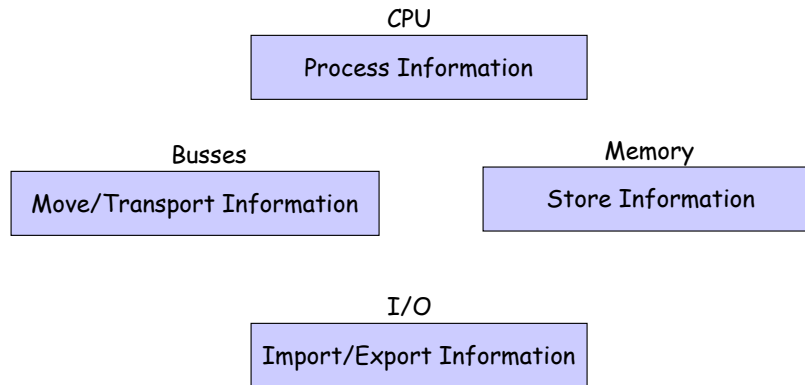 CPU
Process Information
Busses
Move/Transport Information
Memory
Store Information
I/O
Import/Export Information